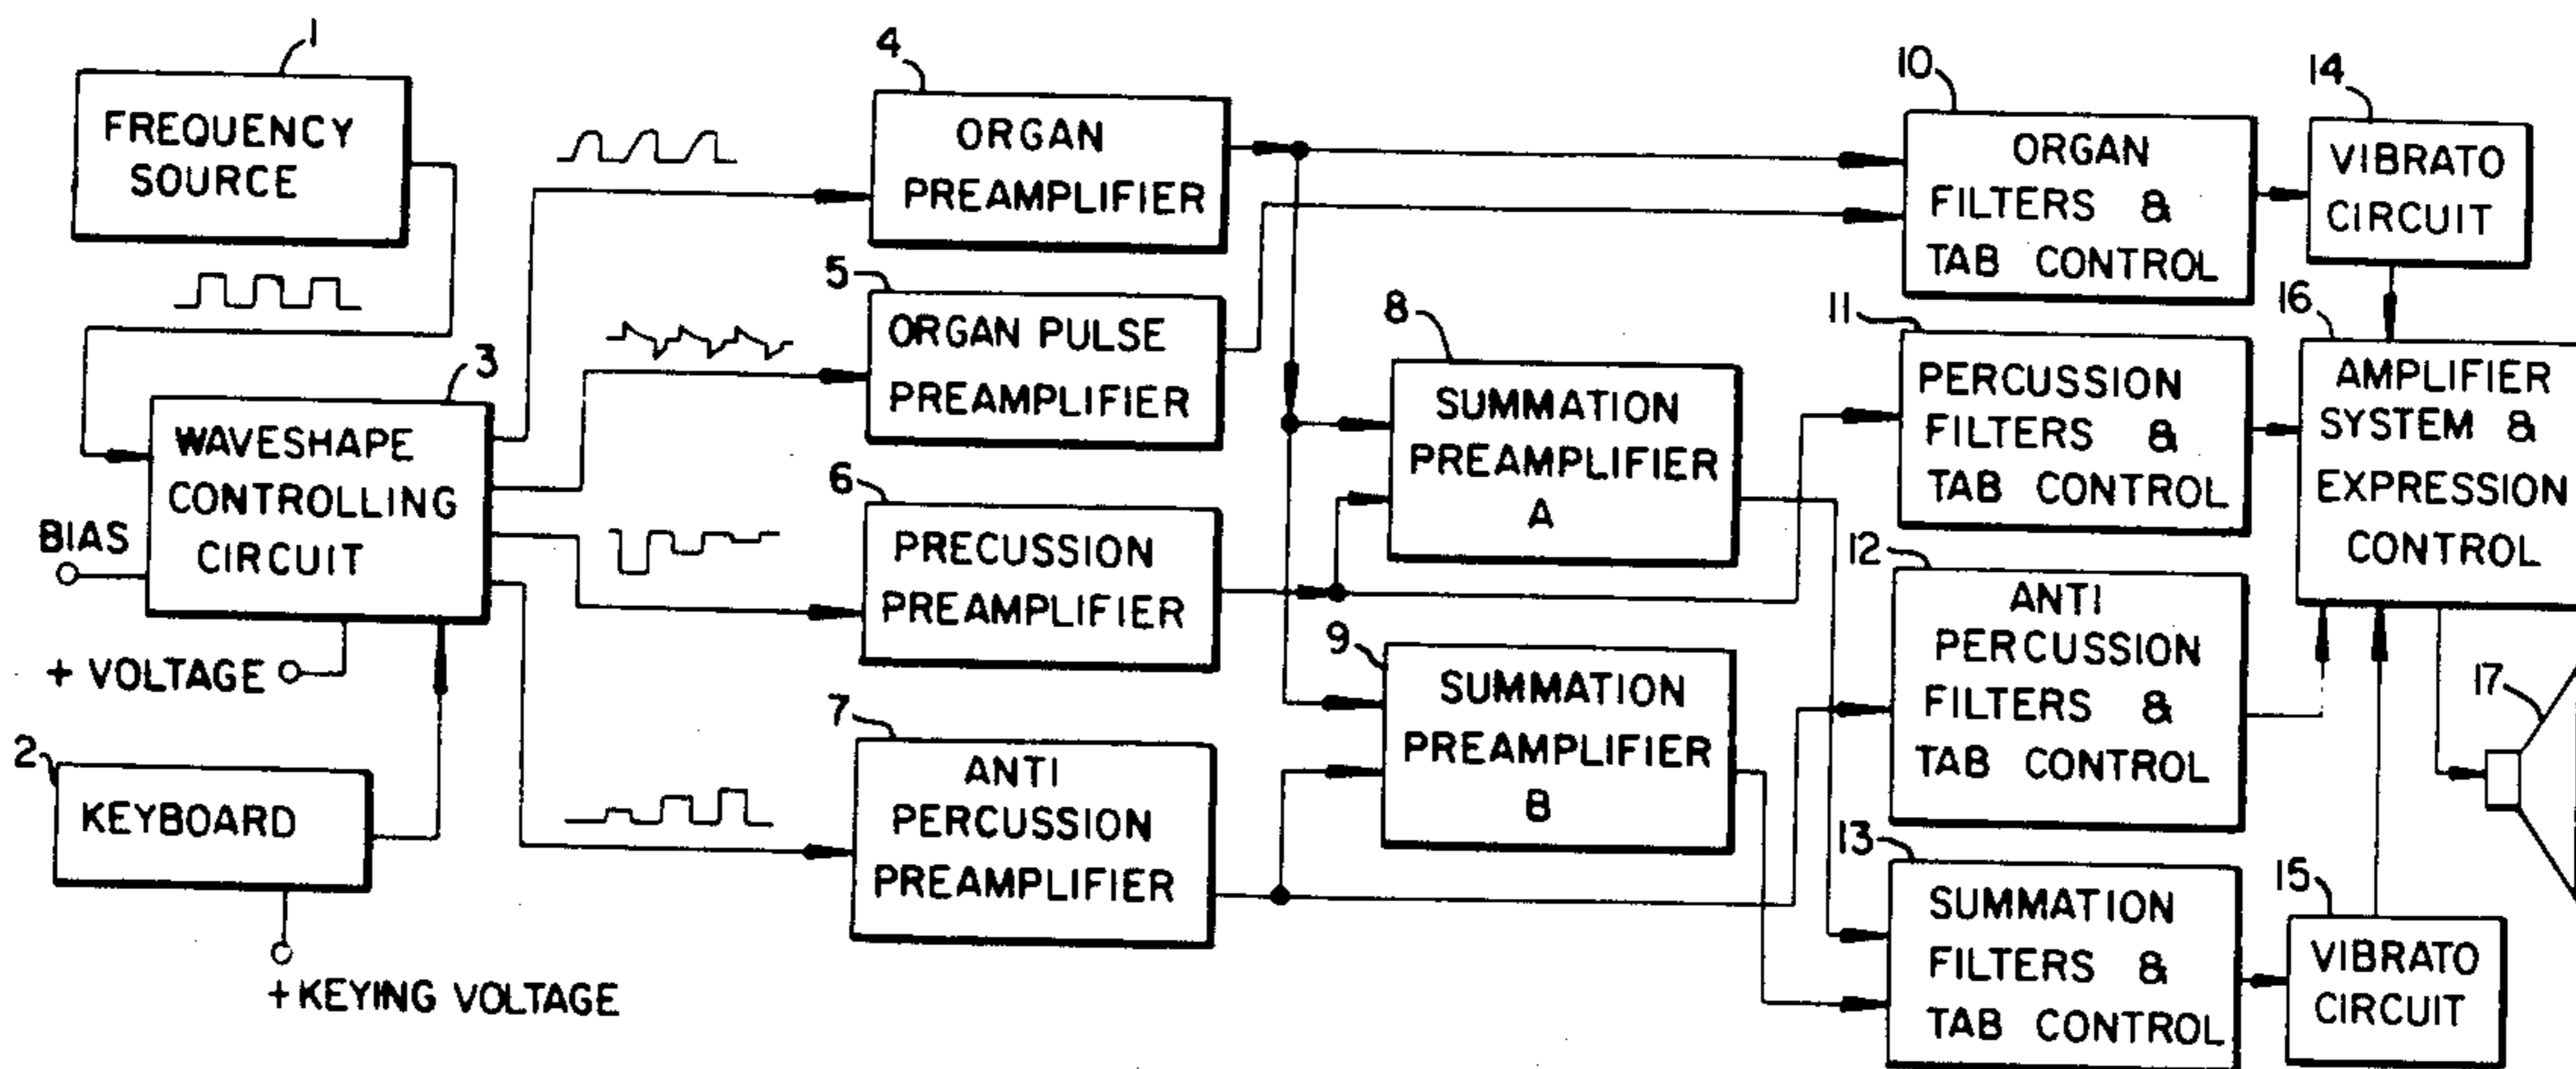 1
FREQUENCY
SOURCE
3
WAVESHAPE
CONTROLLING
CIRCUIT
BIAS
+ VOLTAGE
2
KEYBOARD
+ KEYING VOLTAGE
4
ORGAN
PREAMPLIFIER
5
ORGAN PULSE
PREAMPLIFIER
6
PRECUSSION
PREAMPLIFIER
7
ANTI
PERCUSSION
PREAMPLIFIER
8
SUMMATION
PREAMPLIFIER
A
9
SUMMATION
PREAMPLIFIER
B
10
ORGAN
FILTERS &
TAB CONTROL
11
PERCUSSION
FILTERS &
TAB CONTROL
12
ANTI
PERCUSSION
FILTERS &
TAB CONTROL
13
SUMMATION
FILTERS &
TAB CONTROL
14
VIBRATO
CIRCUIT
16
AMPLIFIER
SYSTEM &
EXPRESSION
CONTROL
17
15
VIBRATO
CIRCUIT